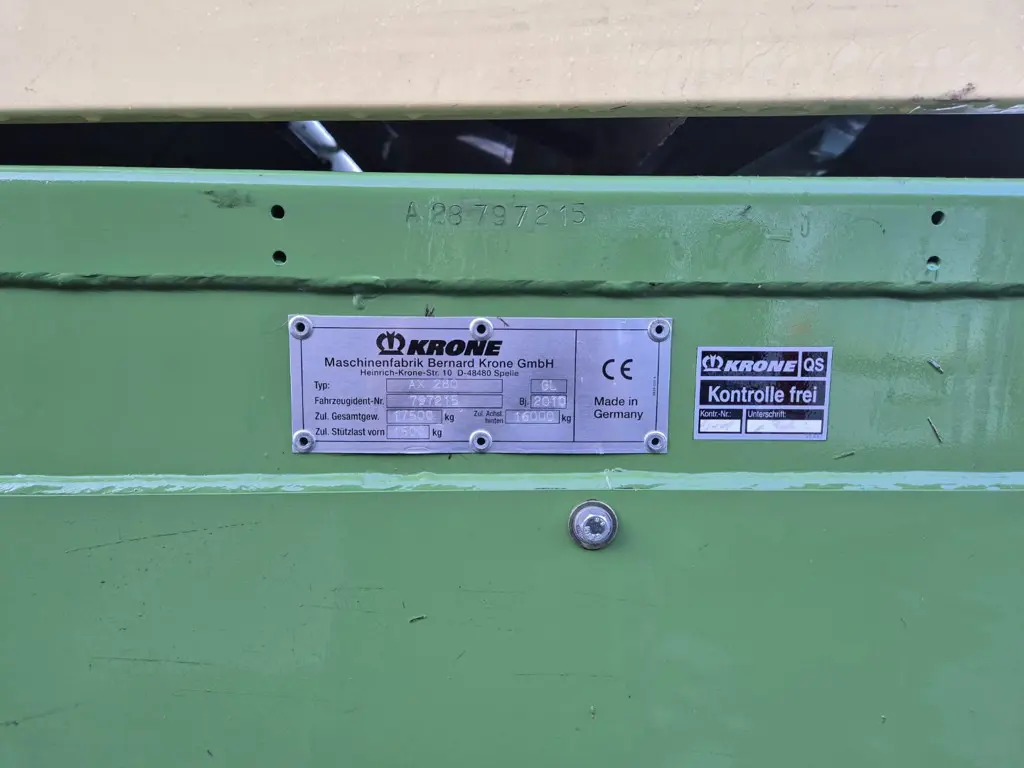 A 28 797215
KRONE
Maschinenfabrik Bernard Krone GmbH
Heinrich-Krone-Str. 10 D-48480 Spelle
Typ: AX 280 GL
Fahrzeugident-Nr. 797215 Bj. 2010
Zul. Gesamtgew. 17500 kg Zul. Achsl. hinten 16000 kg
Zul. Stützlast vorn 1500 kg
CE
Made in
Germany
KRONE QS
Kontrolle frei
Kontr.-Nr.: Unterschrift: